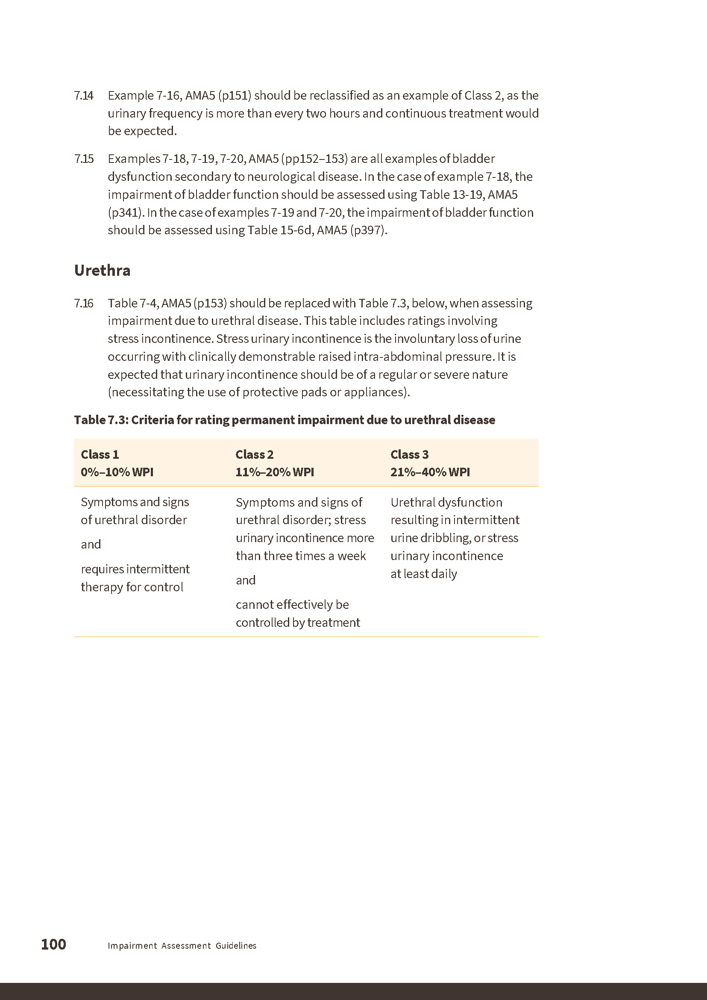 7.14 Example 7-16, AMA5 (p151) should be reclassified as an example of Class 2, as the
urinary frequency is more than every two hours and continuous treatment would
be expected.
7.15 Examples 7-18, 7-19, 7-20, AMA5 (pp152–153) are all examples of bladder
dysfunction secondary to neurological disease. In the case of example 7-18, the
impairment of bladder function should be assessed using Table 13-19, AMA5
(p341). In the case of examples 7-19 and 7-20, the impairment of bladder function
should be assessed using Table 15-6d, AMA5 (p397).
Urethra
7.16 Table 7-4, AMA5 (p153) should be replaced with Table 7.3, below, when assessing
impairment due to urethral disease. This table includes ratings involving
stress incontinence. Stress urinary incontinence is the involuntary loss of urine
occurring with clinically demonstrable raised intra-abdominal pressure. It is
expected that urinary incontinence should be of a regular or severe nature
(necessitating the use of protective pads or appliances).
Table 7.3: Criteria for rating permanent impairment due to urethral disease
Class 1
0%–10% WPI
Class 2
11%–20% WPI
Class 3
21%–40% WPI
Symptoms and signs
of urethral disorder
and
requires intermittent
therapy for control
Symptoms and signs of
urethral disorder; stress
urinary incontinence more
than three times a week
and
cannot effectively be
controlled by treatment
Urethral dysfunction
resulting in intermittent
urine dribbling, or stress
urinary incontinence
at least daily
100 Impairment Assessment Guidelines